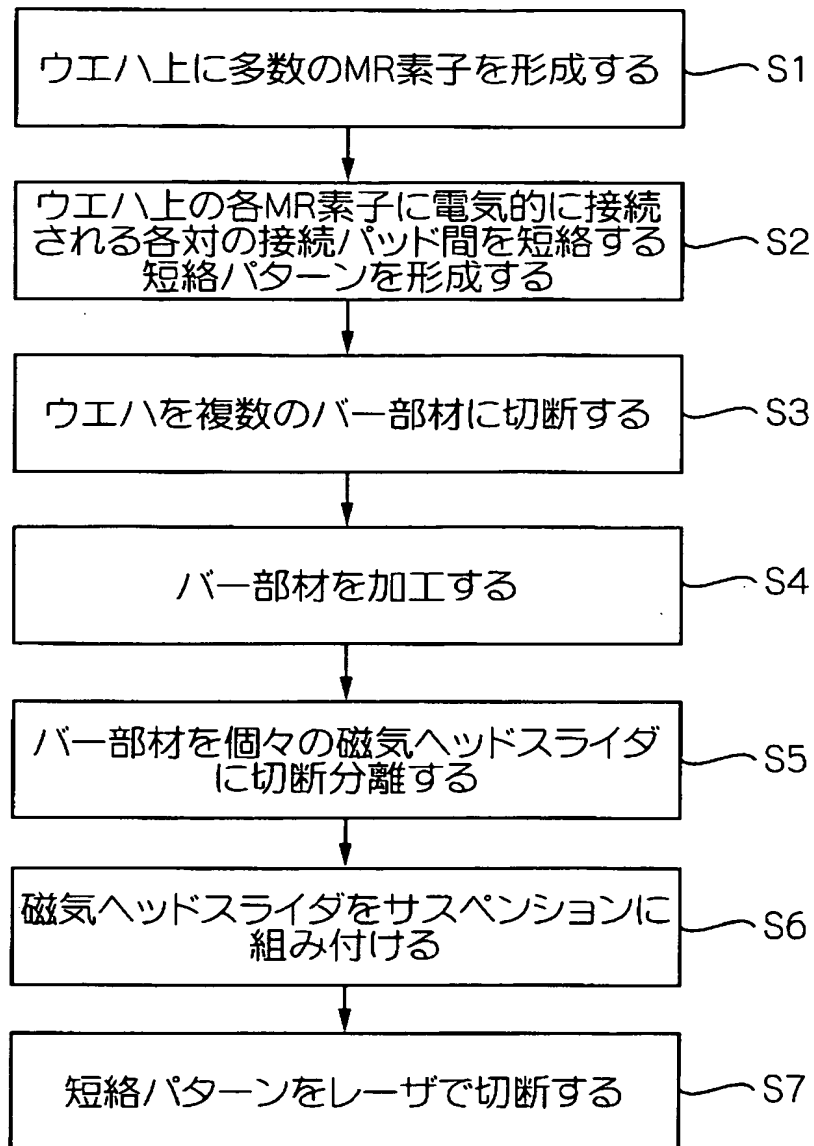 ウエハ上に多数のMR素子を形成する
S1
ウエハ上の各MR素子に電気的に接続
される各対の接続パッド間を短絡する
短絡パターンを形成する
S2
ウエハを複数のバー部材に切断する
S3
バー部材を加工する
S4
バー部材を個々の磁気ヘッドスライダ
に切断分離する
S5
磁気ヘッドスライダをサスペンションに
組み付ける
S6
短絡パターンをレーザで切断する
S7